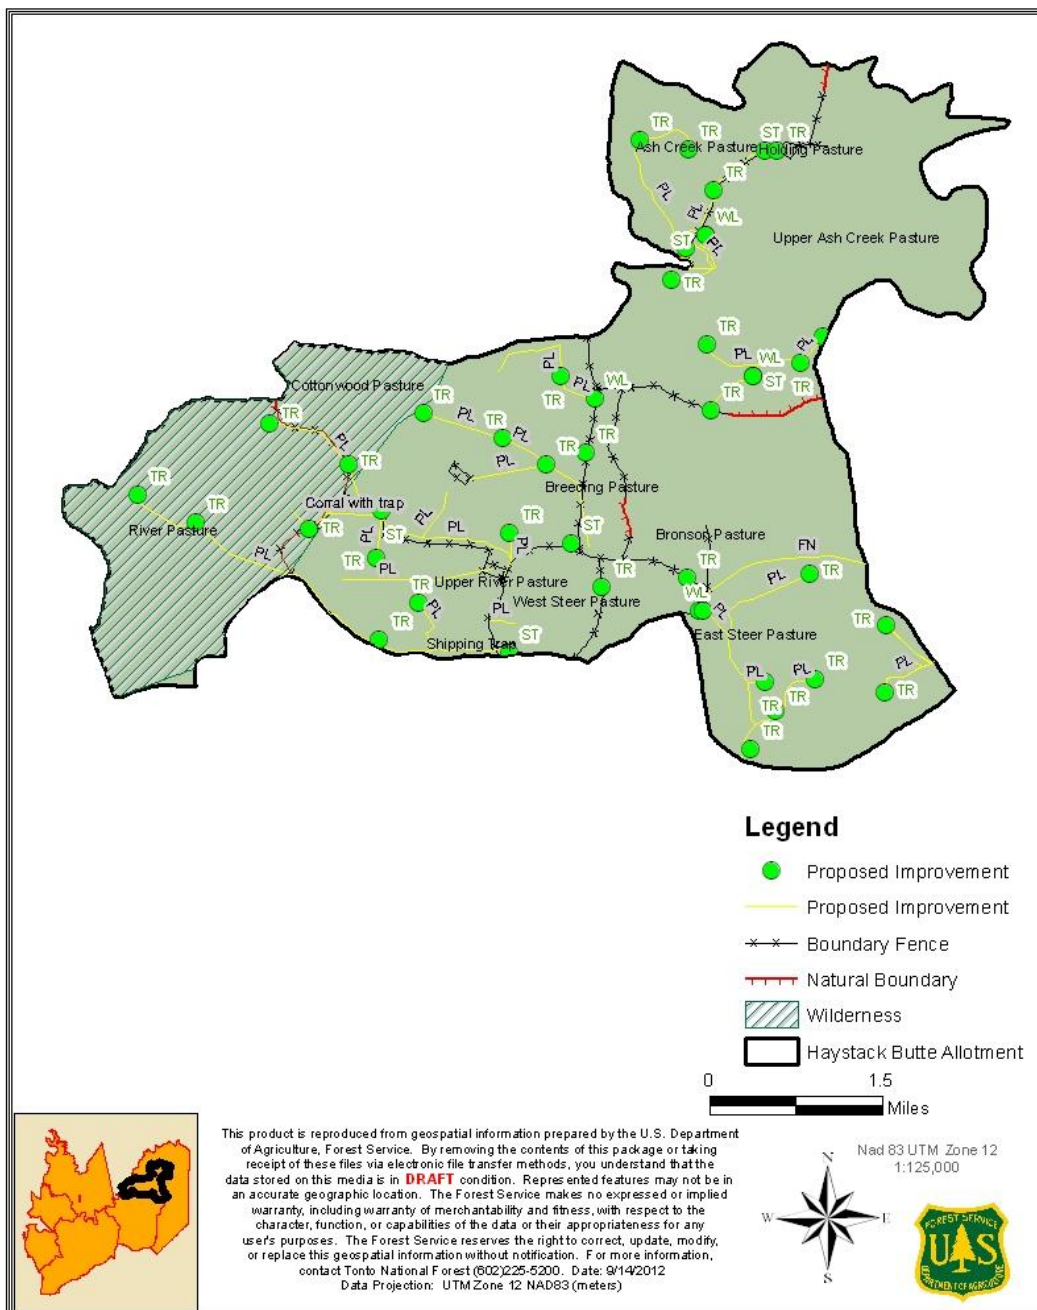 TR
TR
ST
TR
Ash Creek Pasture
Holding Pasture
TR
PL
PL
WL
ST
PL
Upper Ash Creek Pasture
TR
TR
PL
PL
WL
ST
TR
TR
PL
Cottonwood Pasture
PL
WL
TR
TR
TR
PL
TR
PL
TR
TR
PL
PL
Breeding Pasture
TR
Corral with trap
TR
River Pasture
TR
PL
ST
PL
PL
TR
PL
ST
Bronson Pasture
FN
PL
TR
PL
TR
TR
PL
TR
Upper River Pasture
West Steer Pasture
TR
PL
WL
PL
TR
TR
PL
East Steer Pasture
Shipping Trap
ST
PL
PL
TR
PL
TR
TR
TR
TR
Legend
Proposed Improvement
Proposed Improvement
Boundary Fence
Natural Boundary
Wilderness
Haystack Butte Allotment
0 1.5
Miles
This product is reproduced from geospatial information prepared by the U.S. Department
of Agriculture, Forest Service. By removing the contents of this package or taking
receipt of these files via electronic file transfer methods, you understand that the
data stored on this media is in DRAFT condition. Represented features may not be in
an accurate geographic location. The Forest Service makes no expressed or implied
warranty, including warranty of merchantability and fitness, with respect to the
character, function, or capabilities of the data or their appropriateness for any
user's purposes. The Forest Service reserves the right to correct, update, modify,
or replace this geospatial information without notification. For more information,
contact Tonto National Forest (602)225-5200. Date: 9/14/2012
Data Projection: UTM Zone 12 NAD83 (meters)
N
W
E
S
Nad 83 UTM Zone 12
1:125,000
FOREST SERVICE
U S
DEPARTMENT OF AGRICULTURE